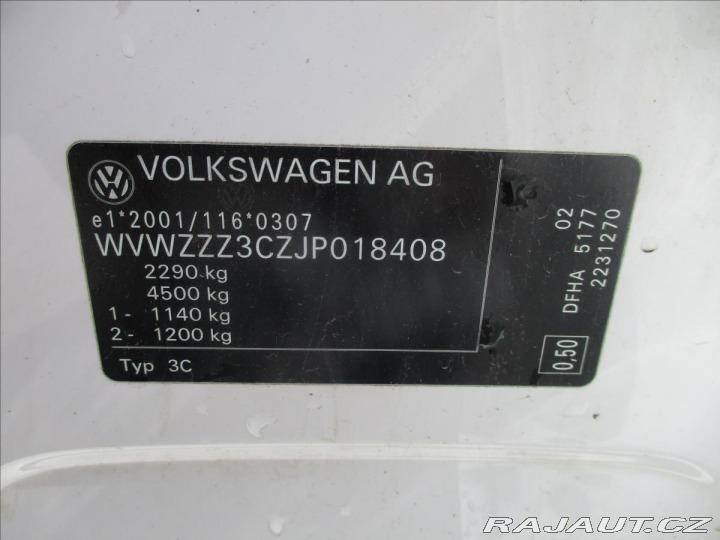 VOLKSWAGEN AG
e1*2001/116*0307
WVWZZZ3CZJP018408
2290 kg
4500 kg
1 - 1140 kg
2 - 1200 kg
Typ 3C
02
DFHA 5177
2231270
0,50
RAJAUT.CZ